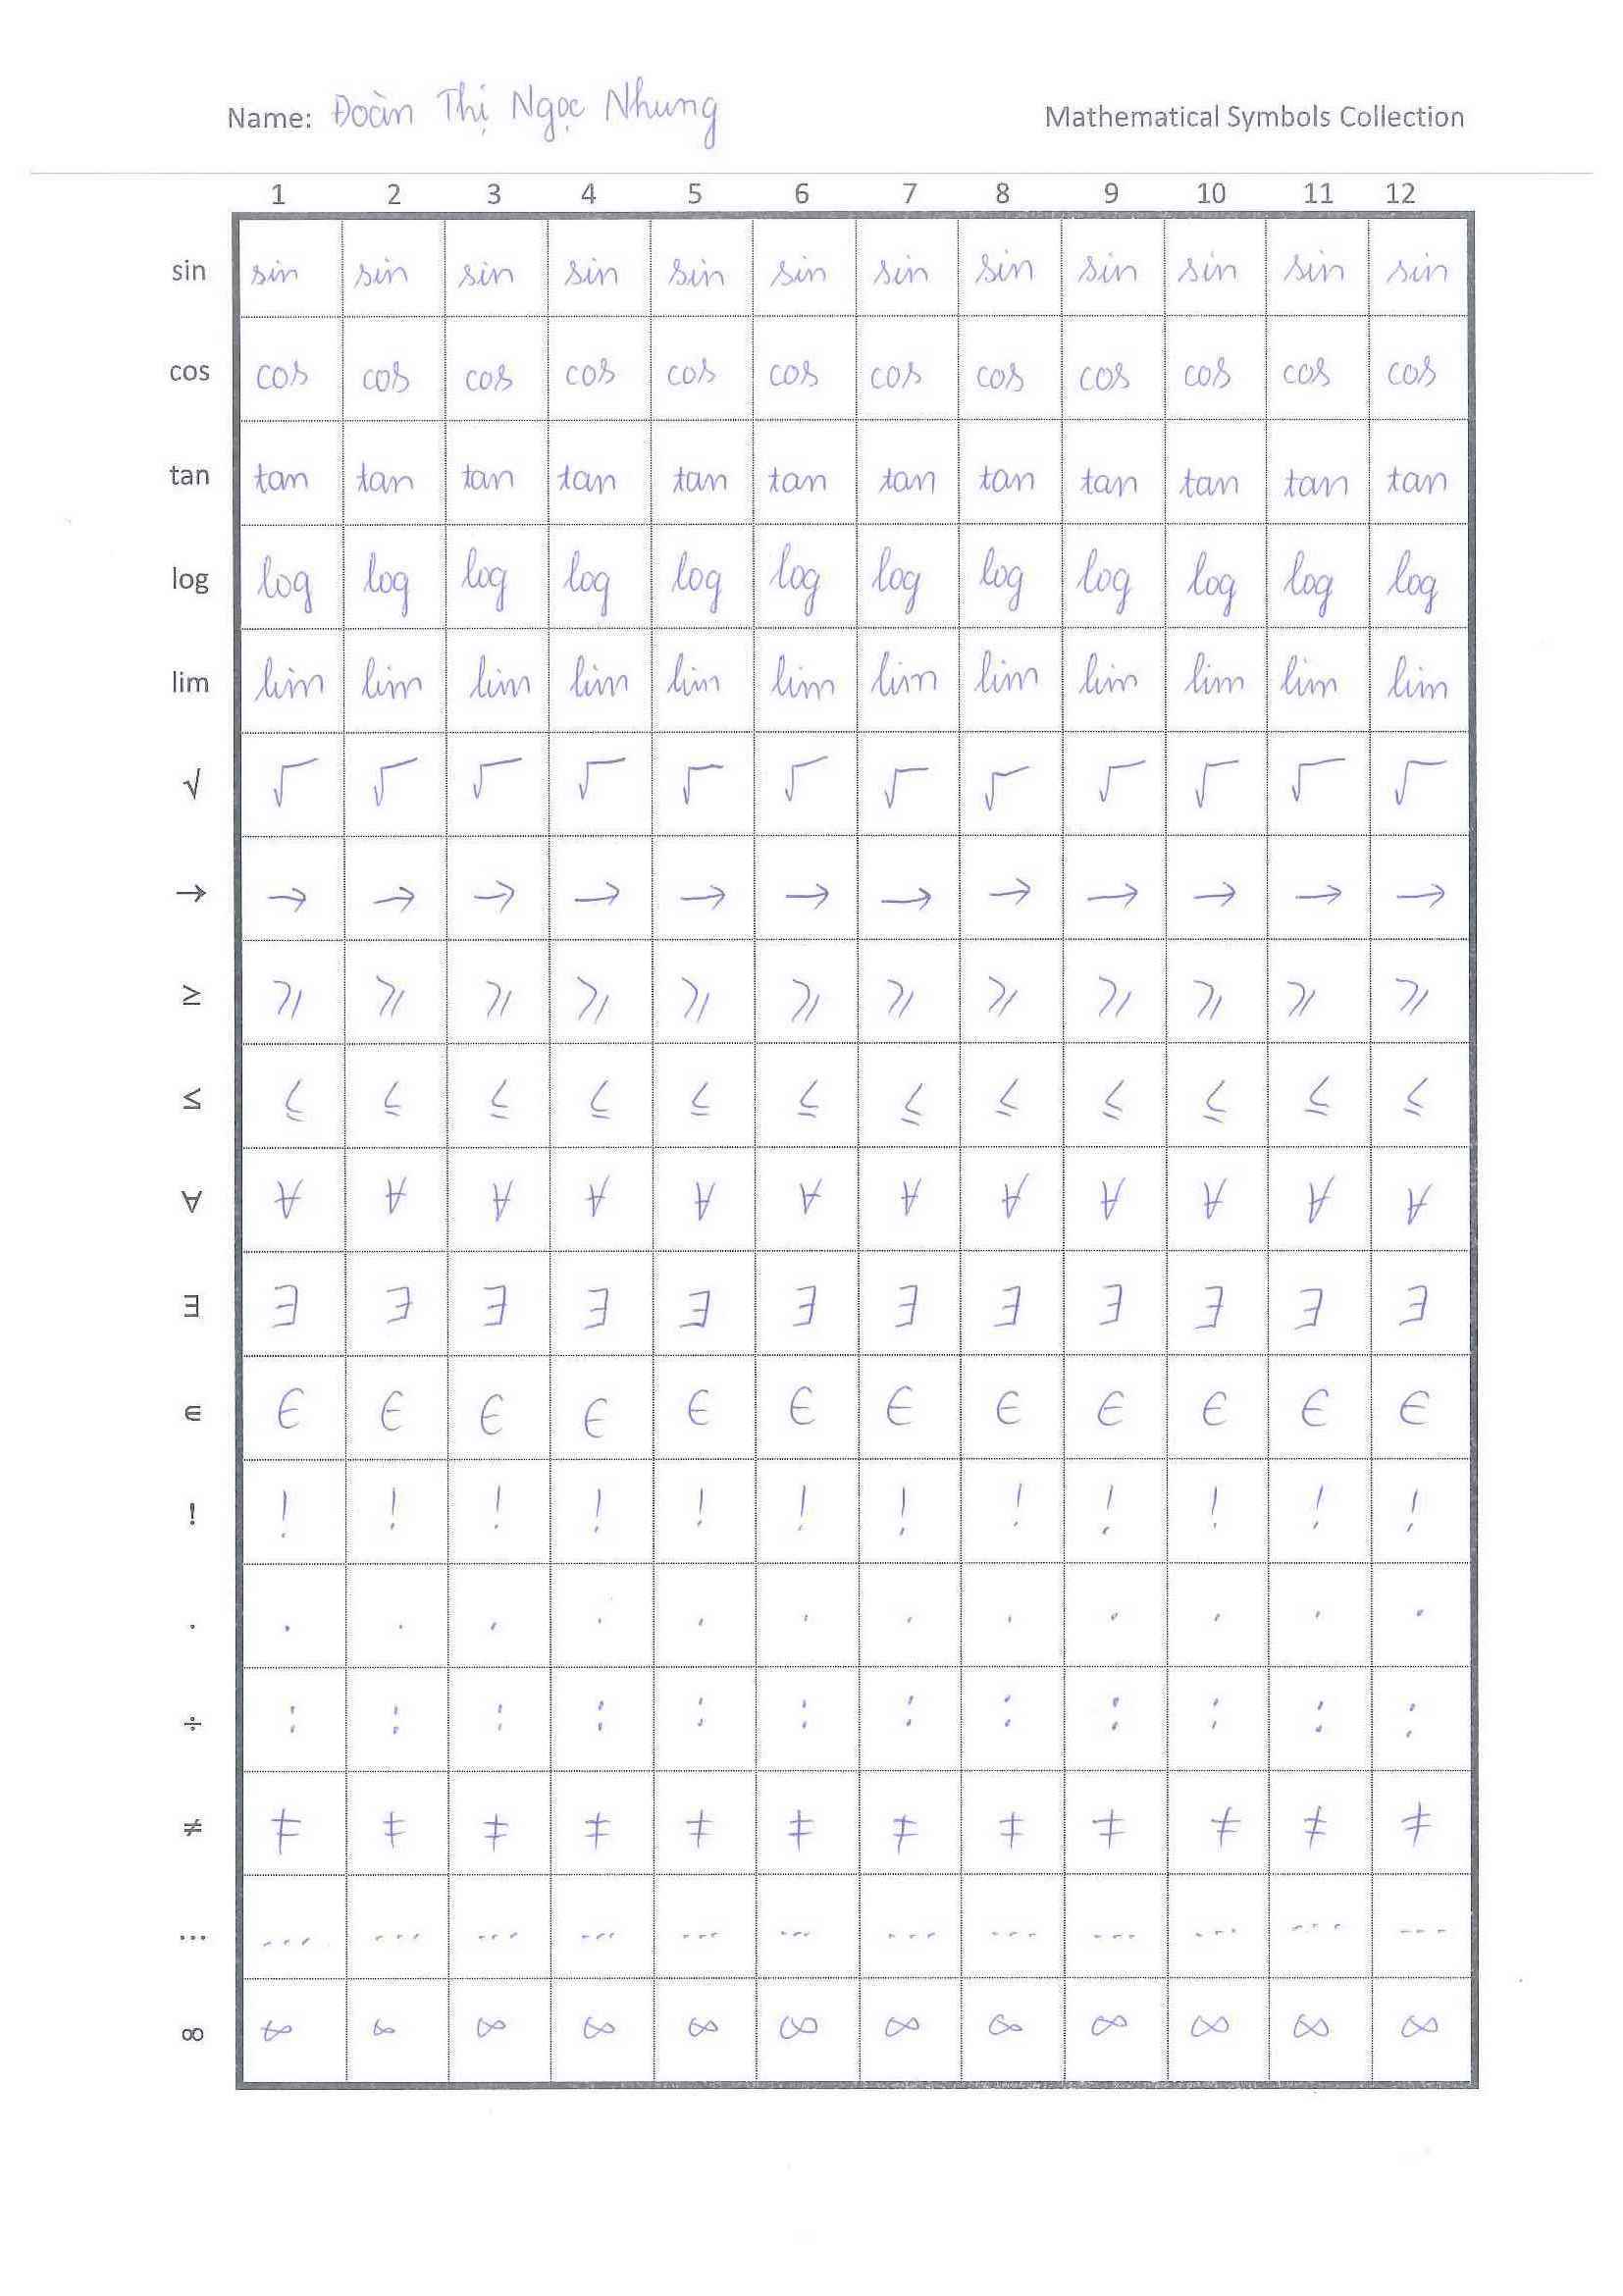 Name: Đoàn Thị Ngọc Nhung Mathematical Symbols Collection
1 2 3 4 5 6 7 8 9 10 11 12
sin sin sin sin sin sin sin sin sin sin sin sin sin
cos cos cos cos cos cos cos cos cos cos cos cos cos
tan tan tan tan tan tan tan tan tan tan tan tan tan
log log log log log log log log log log log log log
lim lim lim lim lim lim lim lim lim lim lim lim lim
√ √ √ √ √ √ √ √ √ √ √ √ √
→ → → → → → → → → → → → →
≥ ⩾ ⩾ ⩾ ⩾ ⩾ ⩾ ⩾ ⩾ ⩾ ⩾ ⩾ ⩾
≤ ≤ ≤ ≤ ≤ ≤ ≤ ≤ ≤ ≤ ≤ ≤ ≤
∀ ∀ ∀ ∀ ∀ ∀ ∀ ∀ ∀ ∀ ∀ ∀ ∀
∃ ∃ ∃ ∃ ∃ ∃ ∃ ∃ ∃ ∃ ∃ ∃ ∃
∈ ∈ ∈ ∈ ∈ ∈ ∈ ∈ ∈ ∈ ∈ ∈ ∈
! ! ! ! ! ! ! ! ! ! ! ! !
. . . . . . . . . . . . .
÷ : : : : : : : : : : : :
≠ ≠ ≠ ≠ ≠ ≠ ≠ ≠ ≠ ≠ ≠ ≠ ≠
… … … … … … … … … … … … …
∞ ∞ ∞ ∞ ∞ ∞ ∞ ∞ ∞ ∞ ∞ ∞ ∞